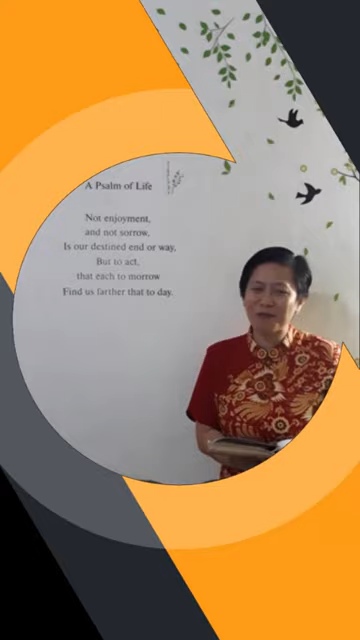 A Psalm of Life
Not enjoyment,
and not sorrow,
Is our destined end or way,
But to act,
that each to morrow
Find us farther that to day.